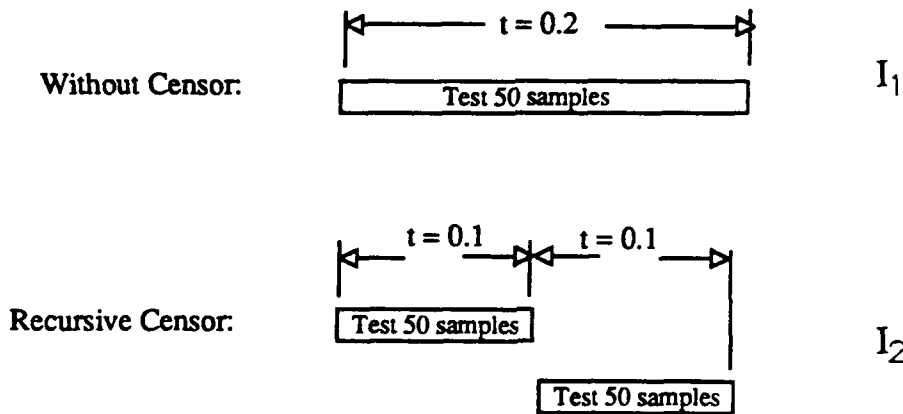 t = 0.2
Without Censor:
Test 50 samples
I1
t = 0.1
t = 0.1
Recursive Censor:
Test 50 samples
I2
Test 50 samples